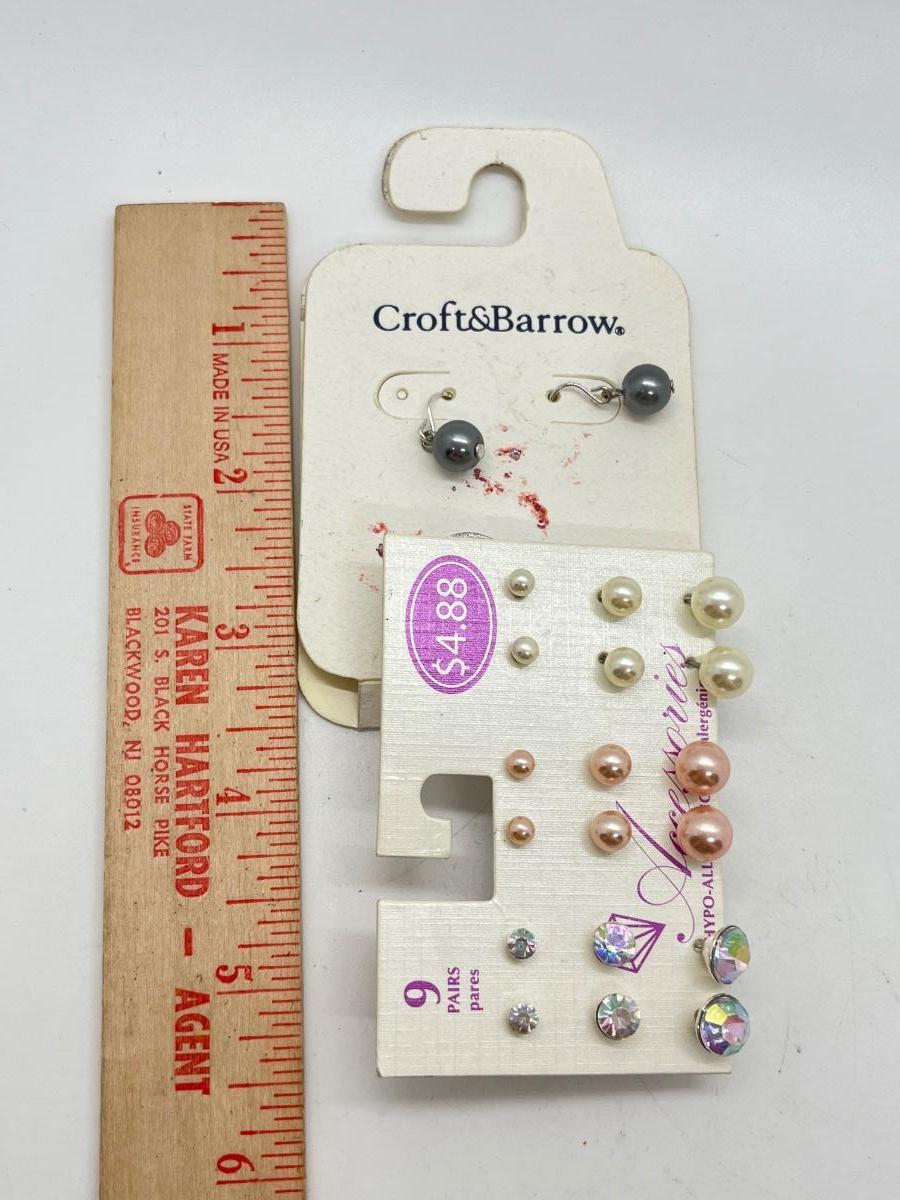 Croft&Barrow®
1
2
3
4
5
6
MADE IN USA
STATE FARM
INSURANCE
KAREN HARTFORD — AGENT
201 S. BLACK HORSE PIKE
BLACKWOOD, NJ 08012
$4.88
Accessories
9
PAIRS
pares